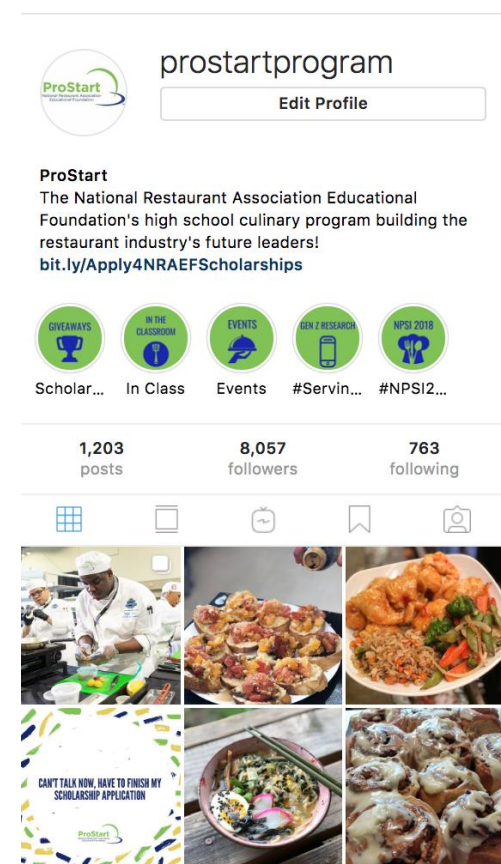 prostartprogram
ProStart
National Restaurant Association
Educational Foundation
Edit Profile
ProStart
The National Restaurant Association Educational
Foundation's high school culinary program building the
restaurant industry's future leaders!
bit.ly/Apply4NRAEFScholarships
GIVEAWAYS
IN THE
CLASSROOM
EVENTS
GEN Z RESEARCH
NPSI 2018
Scholar...
In Class
Events
#Servin...
#NPSI2...
1,203
posts
8,057
followers
763
following
CAN'T TALK NOW, HAVE TO FINISH MY
SCHOLARSHIP APPLICATION
ProStart